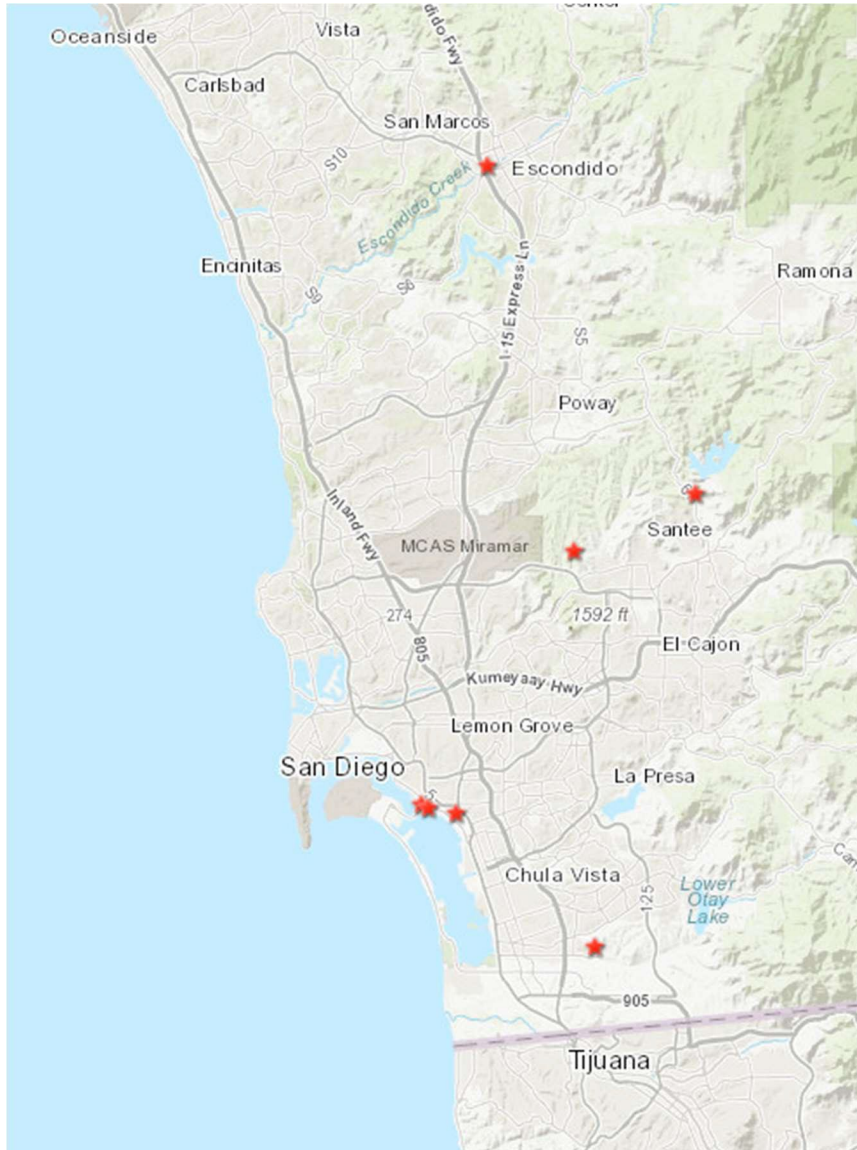 Oceanside
Vista
Carlsbad
San Marcos
S10
Escondido
Escondido Creek
Encinitas
S9
S8
I-15 Express Ln
S5
Ramona
Poway
Inland Fwy
MCAS Miramar
Santee
274
805
1592 ft
El Cajon
Kumeyaay Hwy
Lemon Grove
San Diego
La Presa
5
Chula Vista
125
Lower
Otay
Lake
905
Tijuana